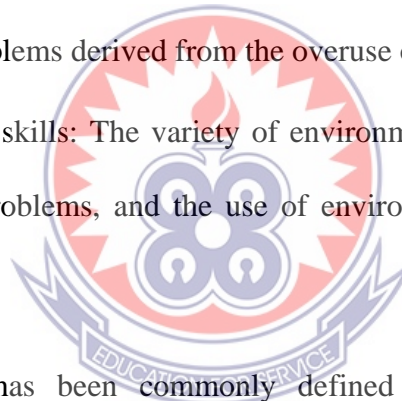 blems derived from the overuse
skills: The variety of environm
roblems, and the use of enviro
EDUCATION FOR SERVICE
has been commonly defined